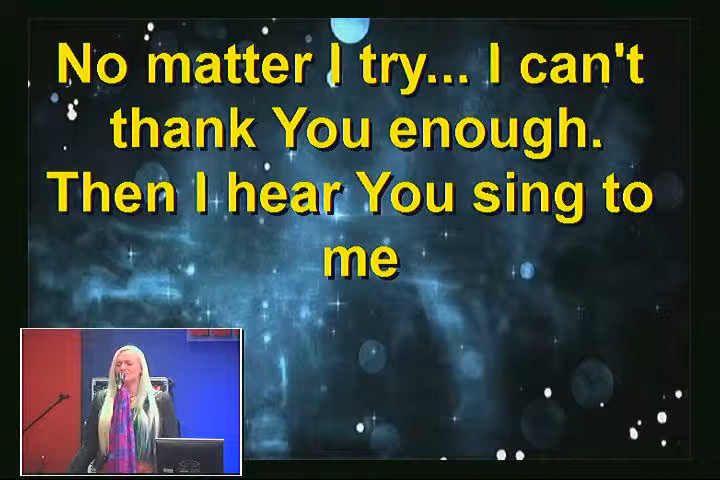 No matter I try... I can't
thank You enough.
Then I hear You sing to
me